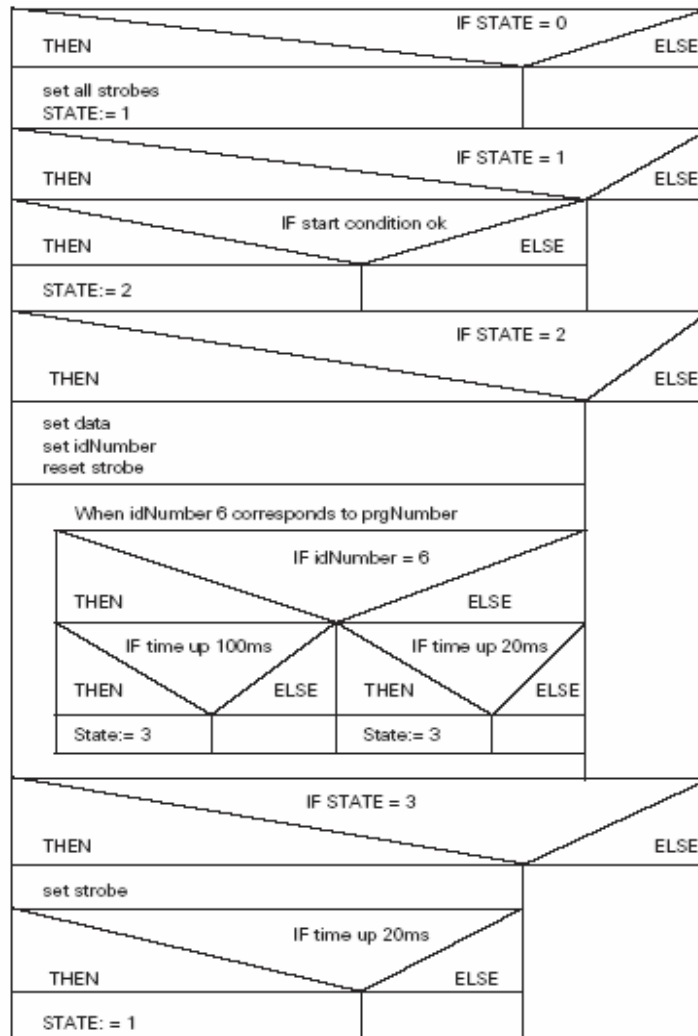 IF STATE = 0
THEN
ELSE
set all strobes
STATE:= 1
IF STATE = 1
THEN
ELSE
IF start condition ok
THEN
ELSE
STATE:= 2
IF STATE = 2
THEN
ELSE
set data
set idNumber
reset strobe
When idNumber 6 corresponds to prgNumber
IF idNumber = 6
THEN
ELSE
IF time up 100ms
IF time up 20ms
THEN
ELSE
THEN
ELSE
State:= 3
State:= 3
IF STATE = 3
THEN
ELSE
set strobe
IF time up 20ms
THEN
ELSE
STATE: = 1